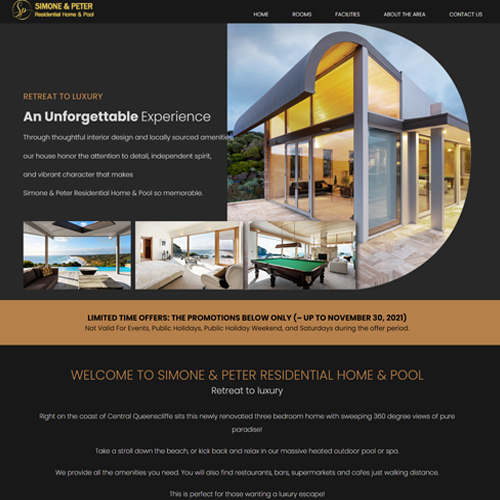 SIMONE & PETER
Residential Home & Pool
HOME ROOMS FACILITIES ABOUT THE AREA CONTACT US
RETREAT TO LUXURY
An Unforgettable Experience
Through thoughtful interior design and locally sourced amenities
our house honor the attention to detail, independent spirit,
and vibrant character that makes
Simone & Peter Residential Home & Pool so memorable.
LIMITED TIME OFFERS: THE PROMOTIONS BELOW ONLY (~ UP TO NOVEMBER 30, 2021)
Not Valid For Events, Public Holidays, Public Holiday Weekend, and Saturdays during the offer period.
WELCOME TO SIMONE & PETER RESIDENTIAL HOME & POOL
Retreat to luxury
Right on the coast of Central Queenscliffe sits this newly renovated three bedroom home with sweeping 360 degree views of pure
paradise!
Take a stroll down the beach, or kick back and relax in our massive heated outdoor pool or spa.
We provide all the amenities you need. You will also find restaurants, bars, supermarkets and cafes just walking distance.
This is perfect for those wanting a luxury escape!